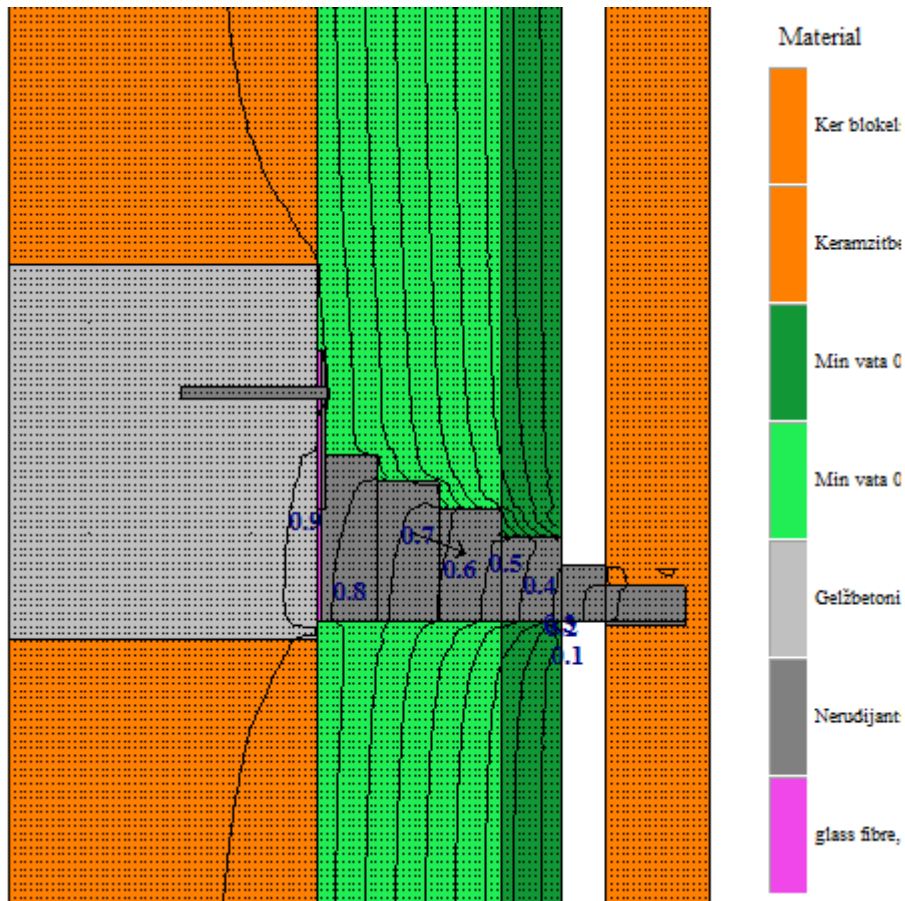 Material
Ker blokel
Keramzitbe
Min vata 0
Min vata 0
Gelžbetoni
Nerudijant
glass fibre,
0.9
0.8
0.7
0.6
0.5
0.4
0.2
0.1